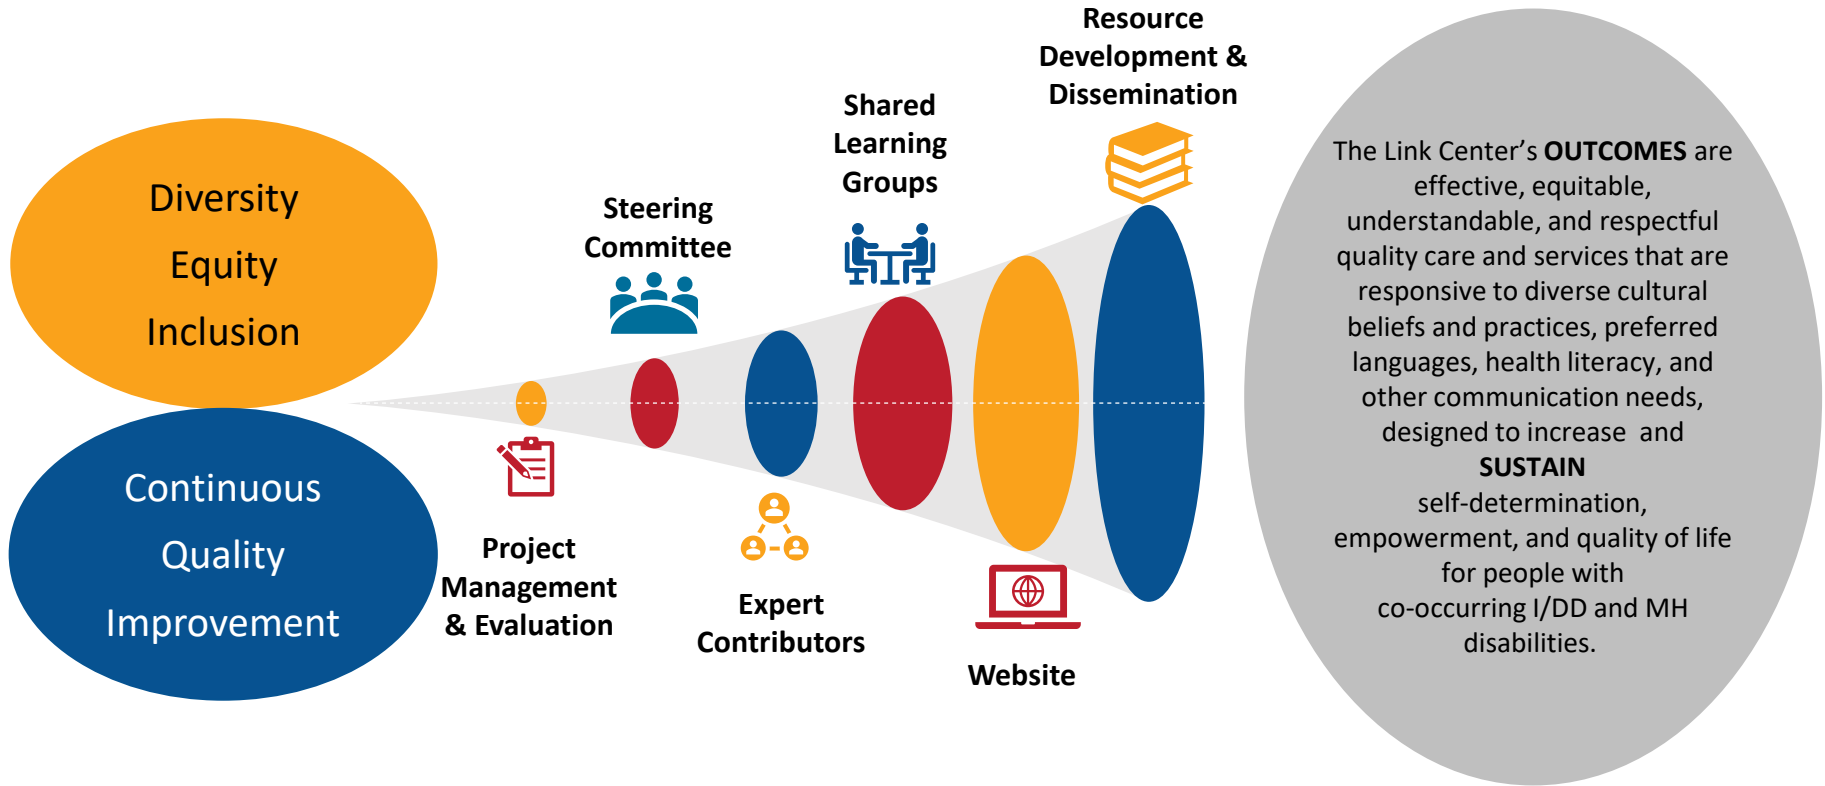 Diversity
Equity
Inclusion
Continuous
Quality
Improvement
Project
Management
& Evaluation
Steering
Committee
Expert
Contributors
Shared
Learning
Groups
Website
Resource
Development &
Dissemination
The Link Center’s OUTCOMES are
effective, equitable,
understandable, and respectful
quality care and services that are
responsive to diverse cultural
beliefs and practices, preferred
languages, health literacy, and
other communication needs,
designed to increase  and
SUSTAIN
self-determination,
empowerment, and quality of life
for people with
co-occurring I/DD and MH
disabilities.